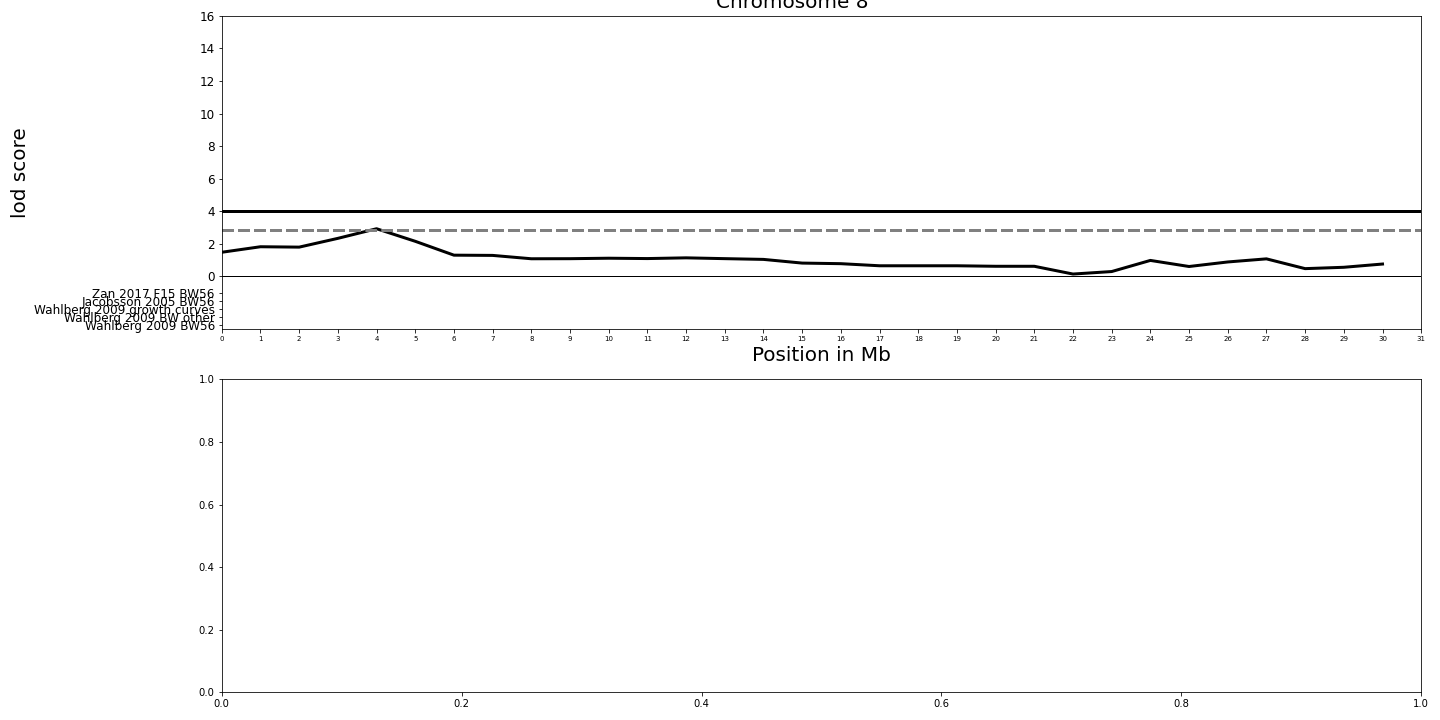 Chromosome 8
16
14
12
10
8
6
4
2
0
lod score
Zan 2017 F15 BW56
Jacobsson 2005 BW56
Wahlberg 2009 growth curves
Wahlberg 2009 BW other
Wahlberg 2009 BW56
0 1 2 3 4 5 6 7 8 9 10 11 12 13 14 15 16 17 18 19 20 21 22 23 24 25 26 27 28 29 30 31
Position in Mb
1.0
0.8
0.6
0.4
0.2
0.0
0.0 0.2 0.4 0.6 0.8 1.0